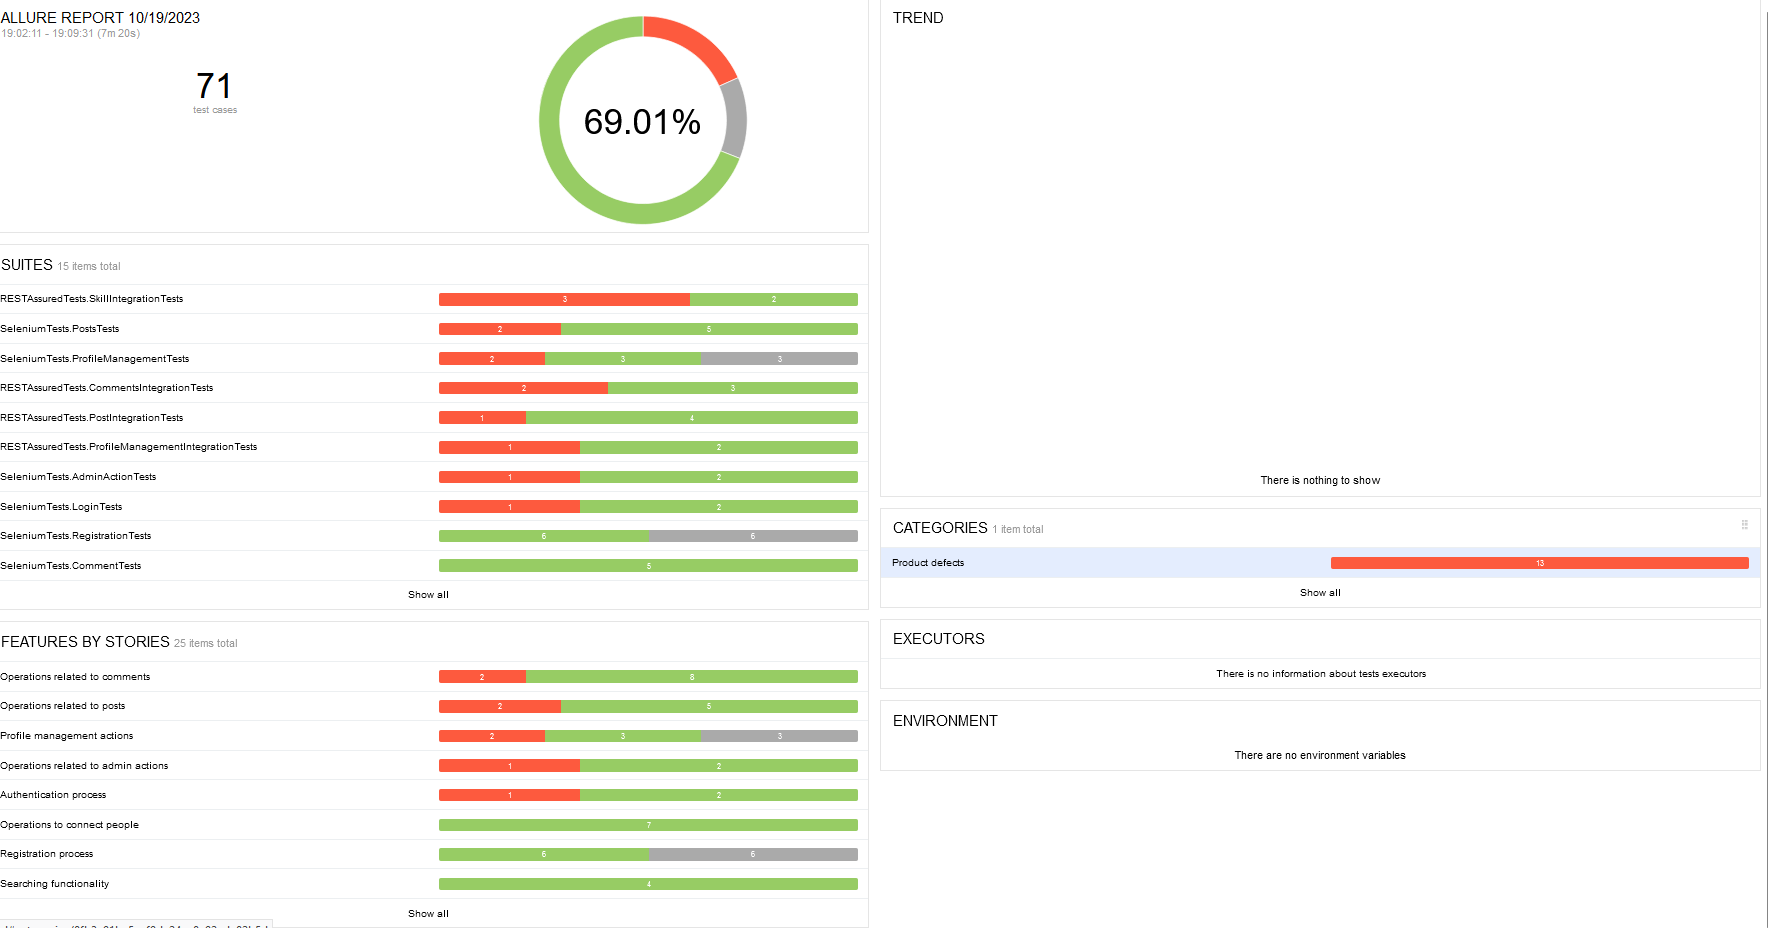 ALLURE REPORT 10/19/2023
19:02:11 - 19:09:31 (7m 20s)
71
test cases
69.01%
SUITES 15 items total
RESTAssuredTests.SkillIntegrationTests 3 2
SeleniumTests.PostsTests 2 5
SeleniumTests.ProfileManagementTests 2 3 3
RESTAssuredTests.CommentsIntegrationTests 2 3
RESTAssuredTests.PostIntegrationTests 1 4
RESTAssuredTests.ProfileManagementIntegrationTests 1 2
SeleniumTests.AdminActionTests 1 2
SeleniumTests.LoginTests 1 2
SeleniumTests.RegistrationTests 6 6
SeleniumTests.CommentTests 5
Show all
FEATURES BY STORIES 25 items total
Operations related to comments 2 8
Operations related to posts 2 5
Profile management actions 2 3 3
Operations related to admin actions 1 2
Authentication process 1 2
Operations to connect people 7
Registration process 6 6
Searching functionality 4
Show all
TREND
There is nothing to show
CATEGORIES 1 item total
Product defects 13
Show all
EXECUTORS
There is no information about tests executors
ENVIRONMENT
There are no environment variables